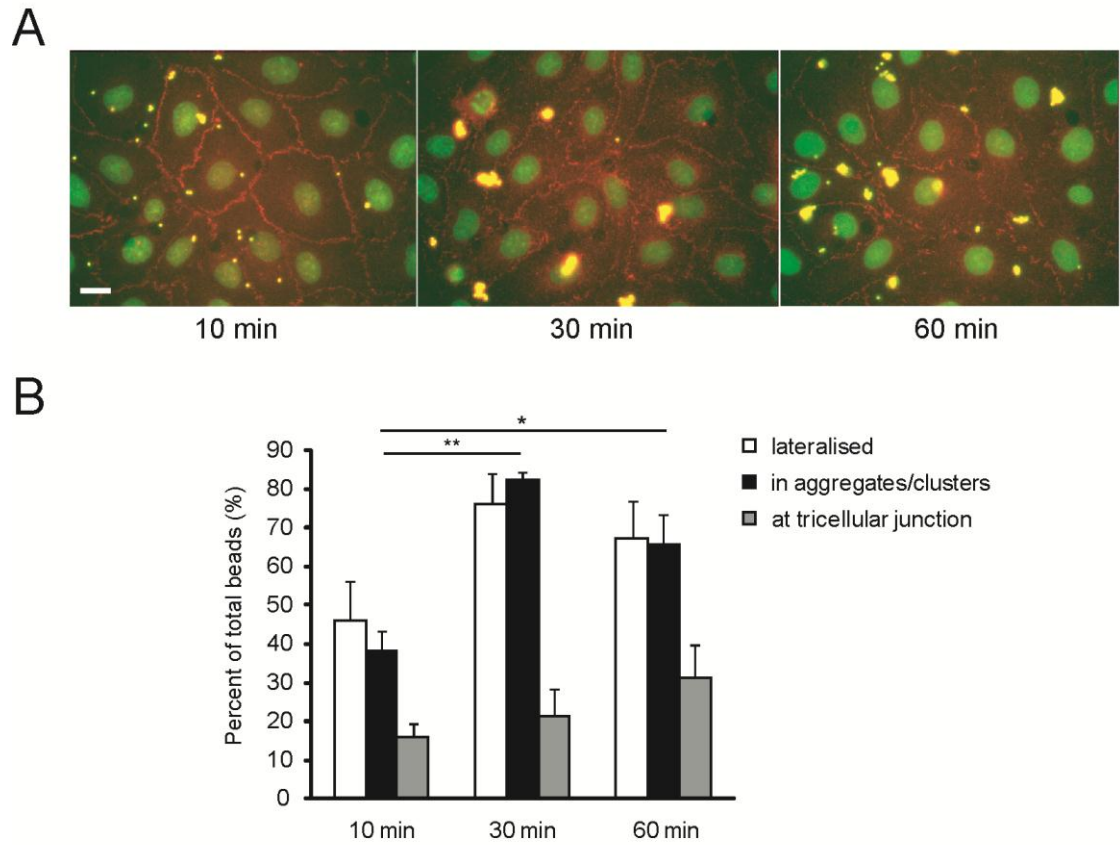 A
10 min
30 min
60 min
B
*
**
90
80
70
60
50
40
30
20
10
0
Percent of total beads (%)
10 min
30 min
60 min
lateralised
in aggregates/clusters
at tricellular junction